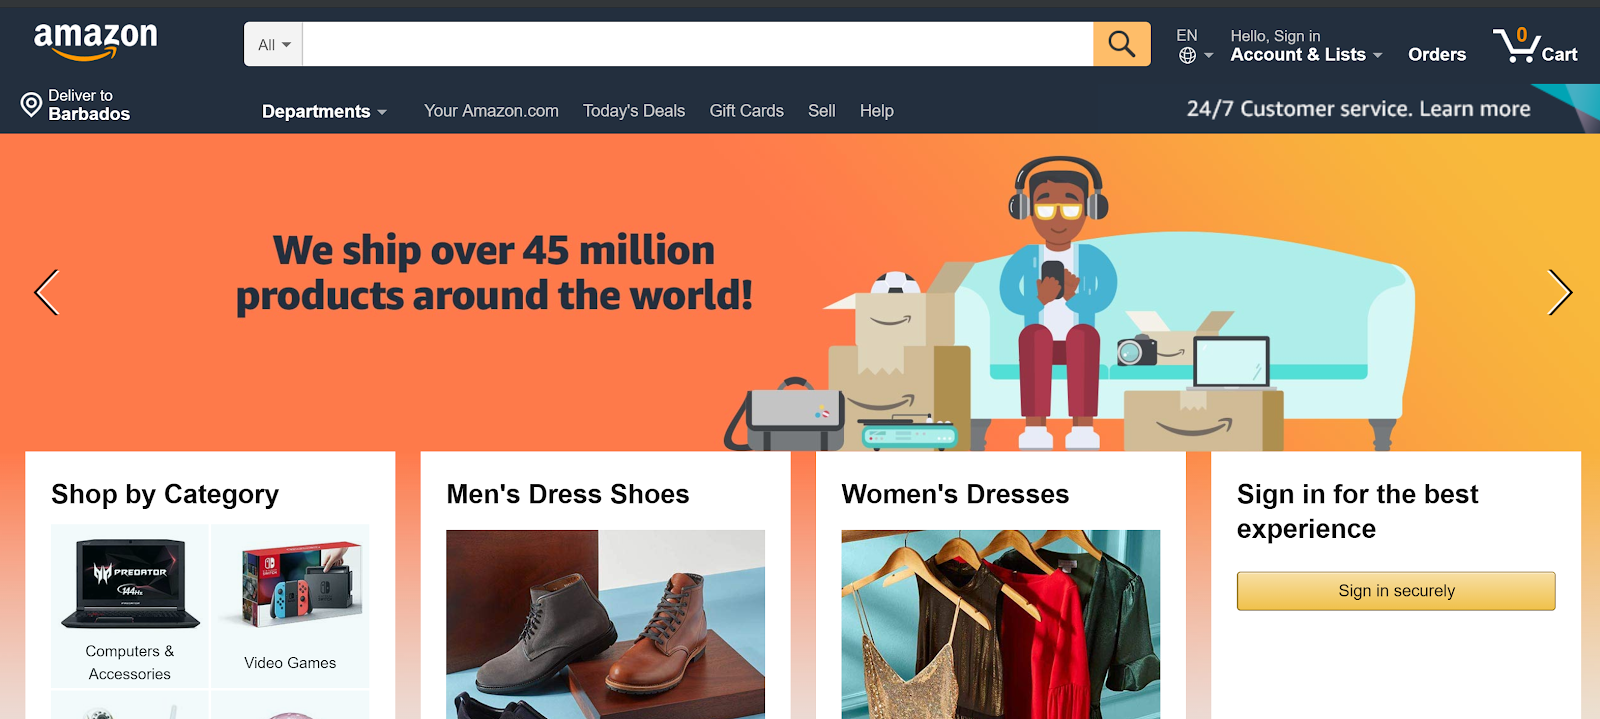 amazon
All
EN
Hello, Sign in
Account & Lists
Orders
0
Cart
Deliver to
Barbados
Departments
Your Amazon.com
Today's Deals
Gift Cards
Sell
Help
24/7 Customer service. Learn more
We ship over 45 million
products around the world!
Shop by Category
PREDATOR
144Hz
Computers &
Accessories
Video Games
Men's Dress Shoes
Women's Dresses
Sign in for the best
experience
Sign in securely